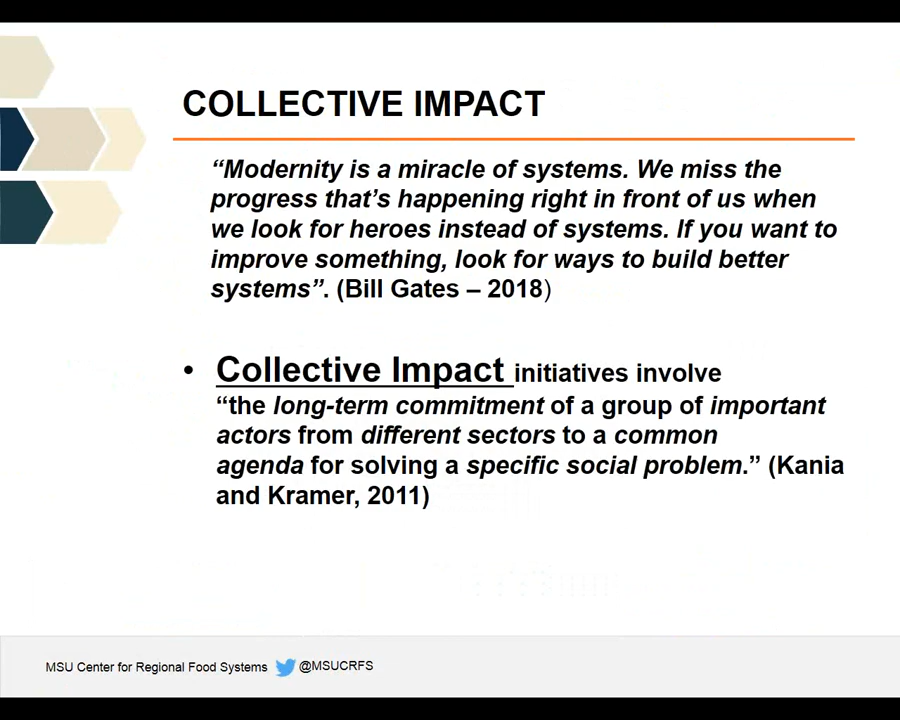 COLLECTIVE IMPACT
“Modernity is a miracle of systems. We miss the
progress that’s happening right in front of us when
we look for heroes instead of systems. If you want to
improve something, look for ways to build better
systems”. (Bill Gates – 2018)
• Collective Impact initiatives involve
“the long-term commitment of a group of important
actors from different sectors to a common
agenda for solving a specific social problem.” (Kania
and Kramer, 2011)
MSU Center for Regional Food Systems @MSUCRFS